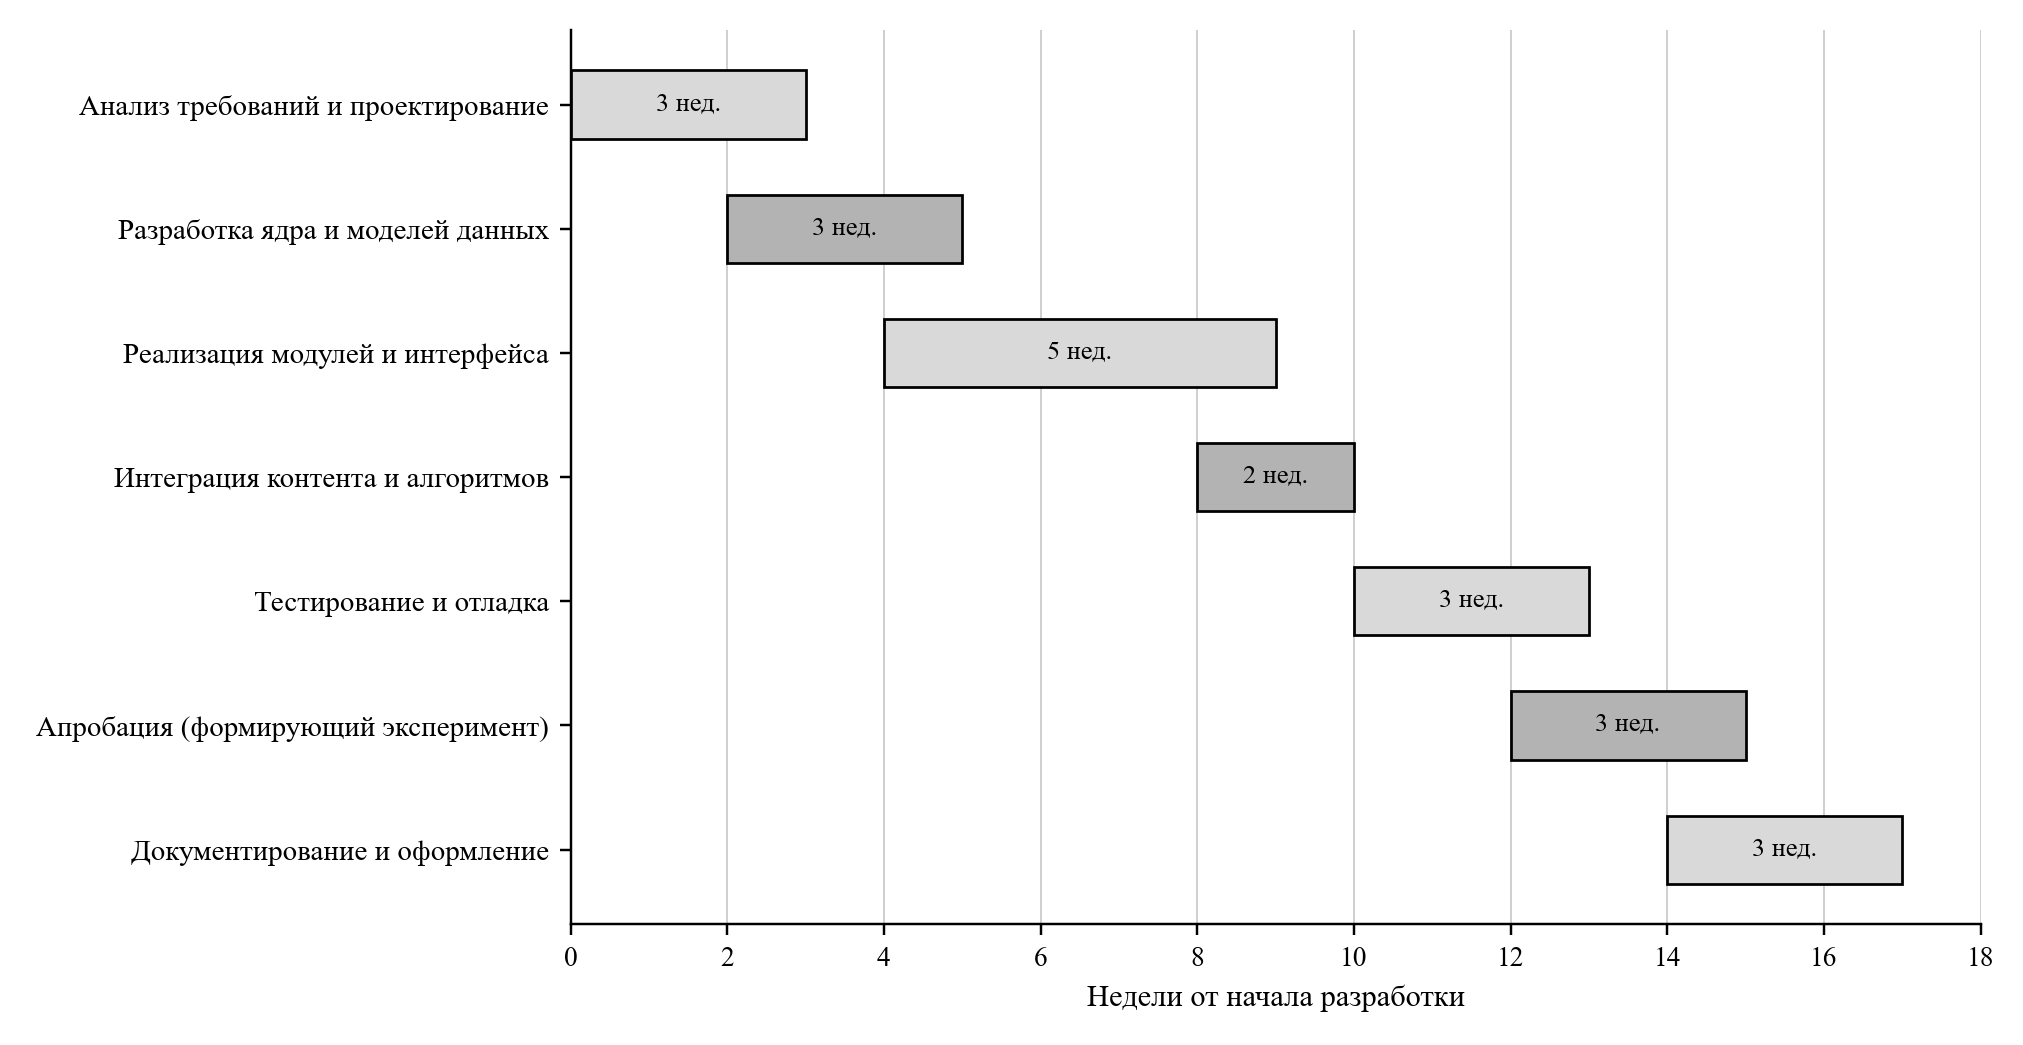 Анализ требований и проектирование
3 нед.
Разработка ядра и моделей данных
3 нед.
Реализация модулей и интерфейса
5 нед.
Интеграция контента и алгоритмов
2 нед.
Тестирование и отладка
3 нед.
Апробация (формирующий эксперимент)
3 нед.
Документирование и оформление
3 нед.
0 2 4 6 8 10 12 14 16 18
Недели от начала разработки